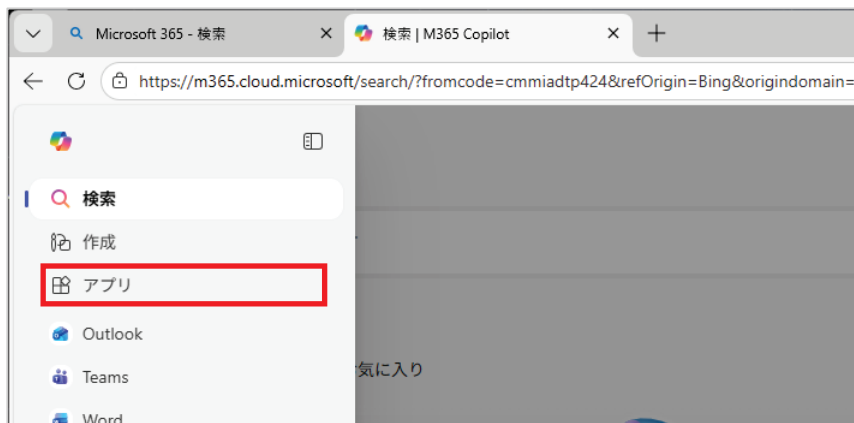 Microsoft 365 - 検索
検索 | M365 Copilot
https://m365.cloud.microsoft/search/?fromcode=cmmiadtp424&refOrigin=Bing&origindomain=
検索
作成
アプリ
Outlook
Teams
気に入り
Word